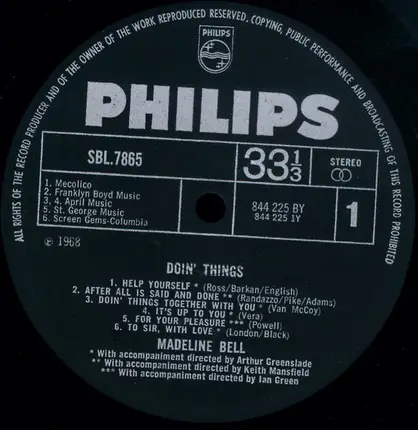 ALL RIGHTS OF THE RECORD PRODUCER AND OF THE OWNER OF THE WORK REPRODUCED RESERVED. COPYING, PUBLIC PERFORMANCE AND BROADCASTING OF THIS RECORD PROHIBITED
PHILIPS
PHILIPS
SBL.7865
33⅓
STEREO
1. Mecolico
2. Franklyn Boyd Music
3, 4. April Music
5. St. George Music
6. Screen Gems-Columbia
844 225 BY
844 225 1Y
1
℗ 1968
DOIN' THINGS
1. HELP YOURSELF * (Ross/Barkan/English)
2. AFTER ALL IS SAID AND DONE ** (Randazzo/Pike/Adams)
3. DOIN' THINGS TOGETHER WITH YOU * (Van McCoy)
4. IT'S UP TO YOU * (Vera)
5. FOR YOUR PLEASURE *** (Powell)
6. TO SIR, WITH LOVE * (London/Black)
MADELINE BELL
* With accompaniment directed by Arthur Greenslade
** With accompaniment directed by Keith Mansfield
*** With accompaniment directed by Ian Green